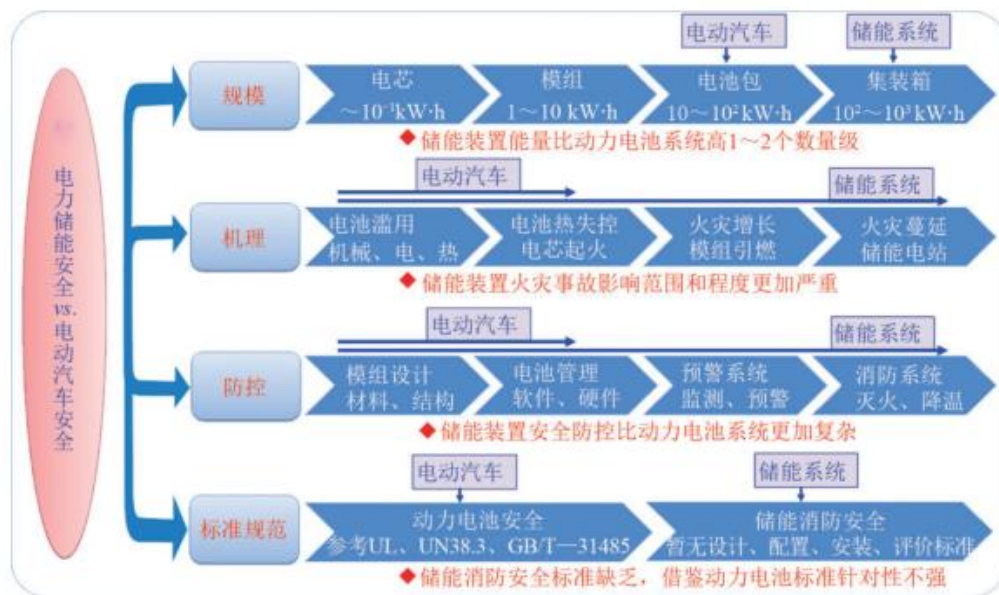 电力储能安全vs.电动汽车安全
电动汽车
储能系统
规模
电芯
～10⁻³kW·h
模组
1～10 kW·h
电池包
10～10²kW·h
集装箱
10²～10³kW·h
◆储能装置能量比动力电池系统高1～2个数量级
电动汽车
储能系统
机理
电池滥用
机械、电、热
电池热失控
电芯起火
火灾增长
模组引燃
火灾蔓延
储能电站
◆储能装置火灾事故影响范围和程度更加严重
电动汽车
储能系统
防控
模组设计
材料、结构
电池管理
软件、硬件
预警系统
监测、预警
消防系统
灭火、降温
◆储能装置安全防控比动力电池系统更加复杂
电动汽车
储能系统
标准规范
动力电池安全
参考UL、UN38.3、GB/T—31485
储能消防安全
暂无设计、配置、安装、评价标准
◆储能消防安全标准缺乏，借鉴动力电池标准针对性不强